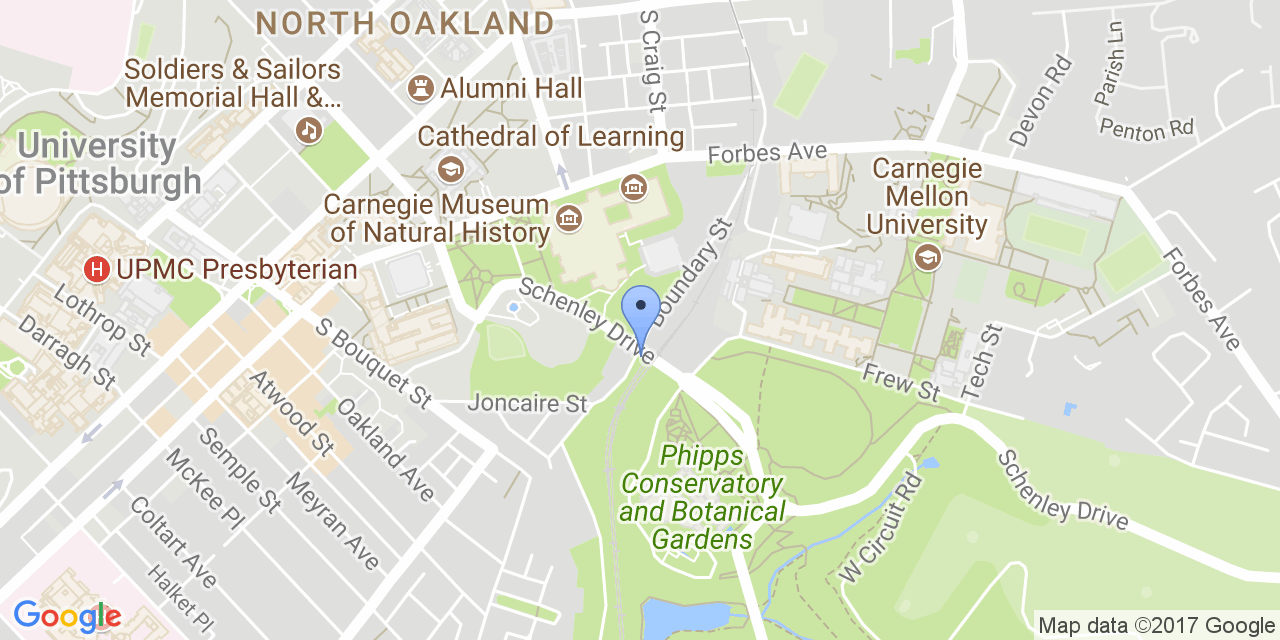 NORTH OAKLAND
S Craig St
Soldiers & Sailors
Memorial Hall &...
Alumni Hall
Parish Ln
Devon Rd
Penton Rd
University
of Pittsburgh
Cathedral of Learning
Forbes Ave
Carnegie
Mellon
University
Carnegie Museum
of Natural History
H
UPMC Presbyterian
Boundary St
Forbes Ave
Schenley Drive
Lothrop St
Darragh St
S Bouquet St
Tech St
Frew St
Joncaire St
Atwood St
Oakland Ave
Semple St
McKee Pl
Meyran Ave
Coltart Ave
Halket Pl
Phipps
Conservatory
and Botanical
Gardens
Schenley Drive
W Circuit Rd
Google
Map data ©2017 Google